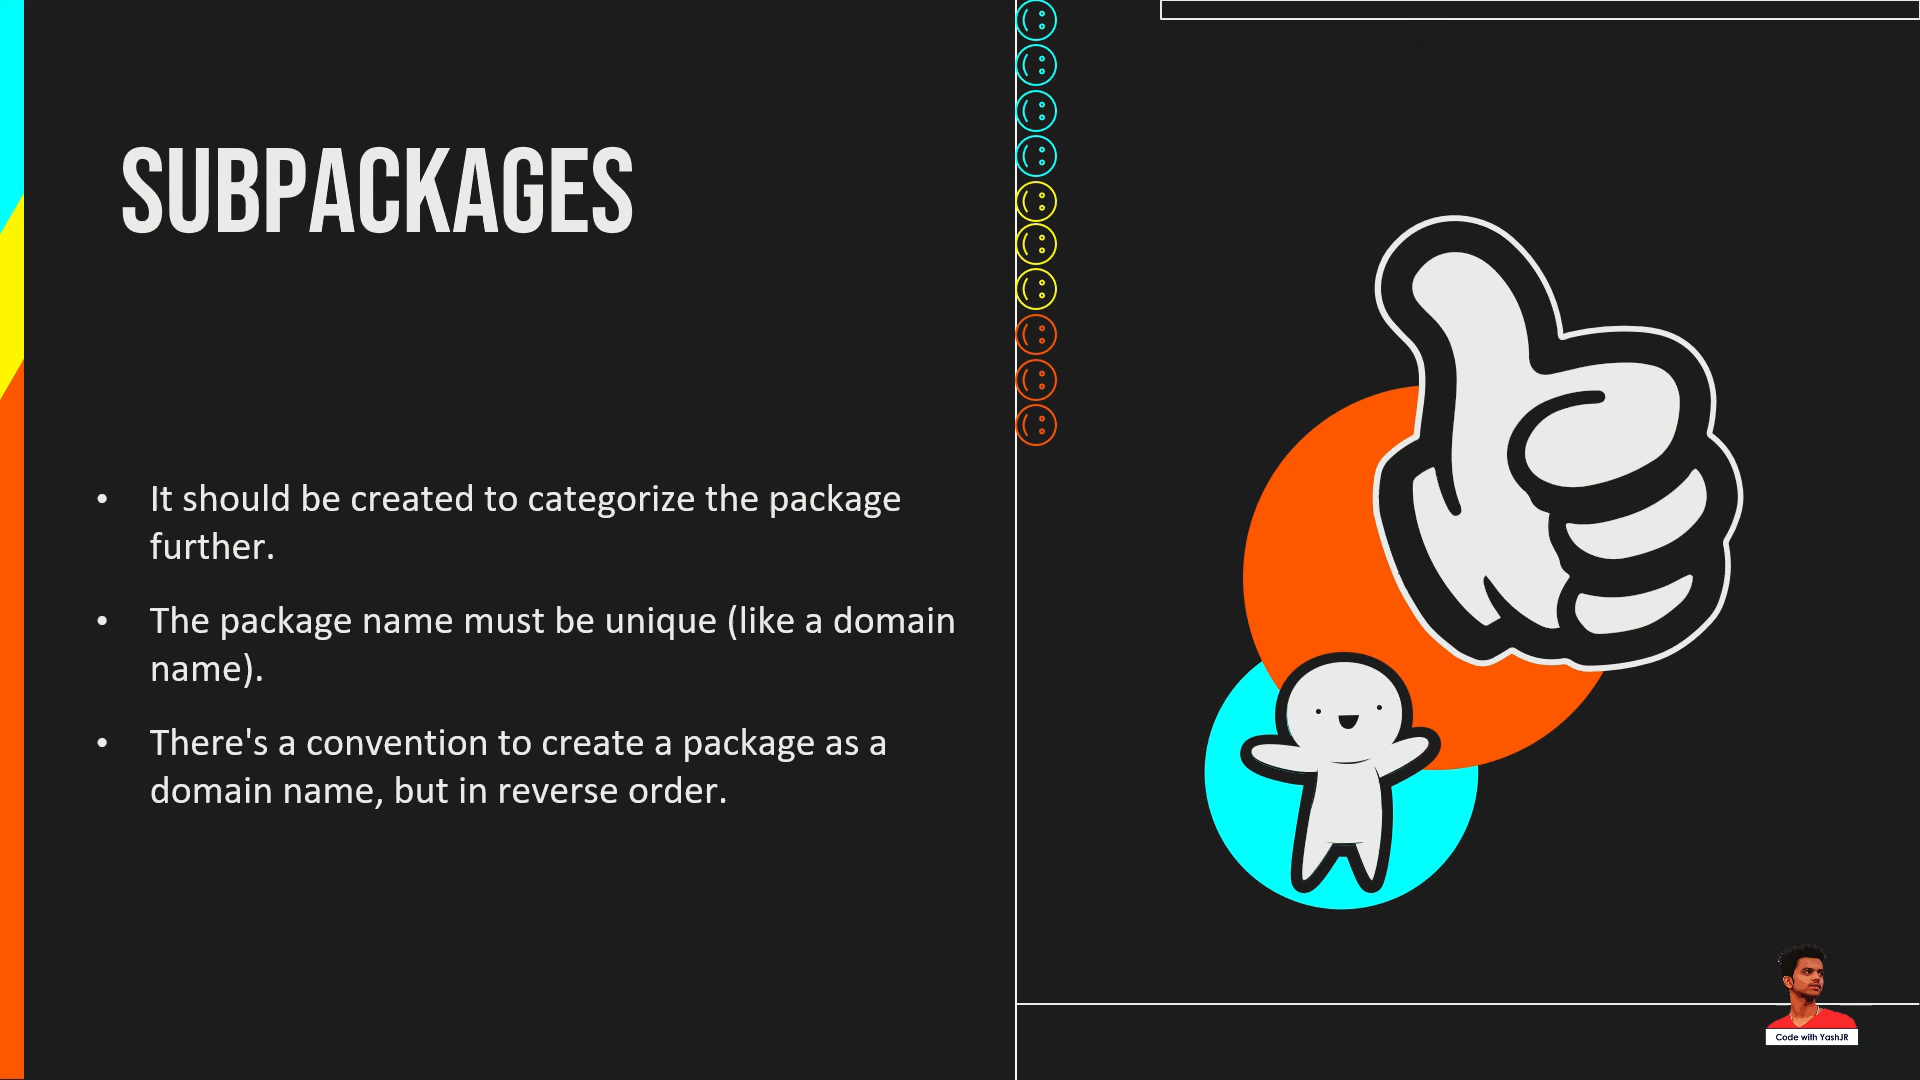 SUBPACKAGES
• It should be created to categorize the package
further.
• The package name must be unique (like a domain
name).
• There's a convention to create a package as a
domain name, but in reverse order.
Code with YashJR